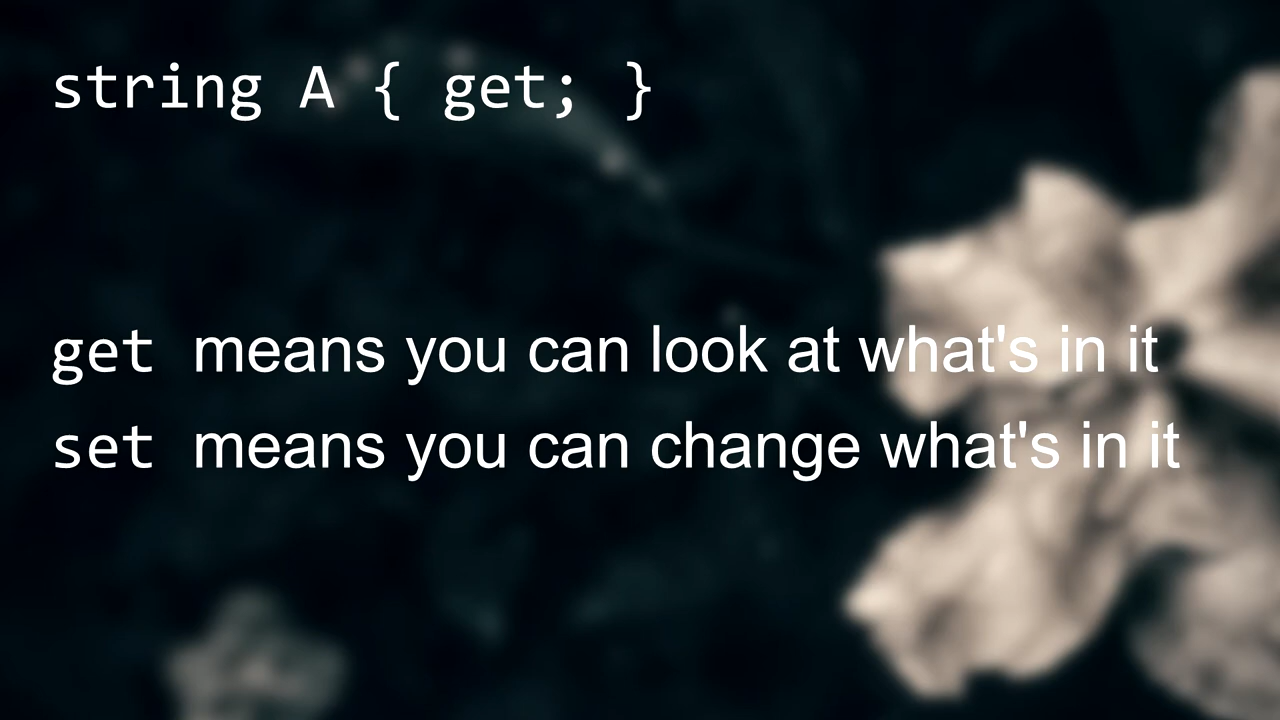 string A { get; }
get means you can look at what's in it
set means you can change what's in it